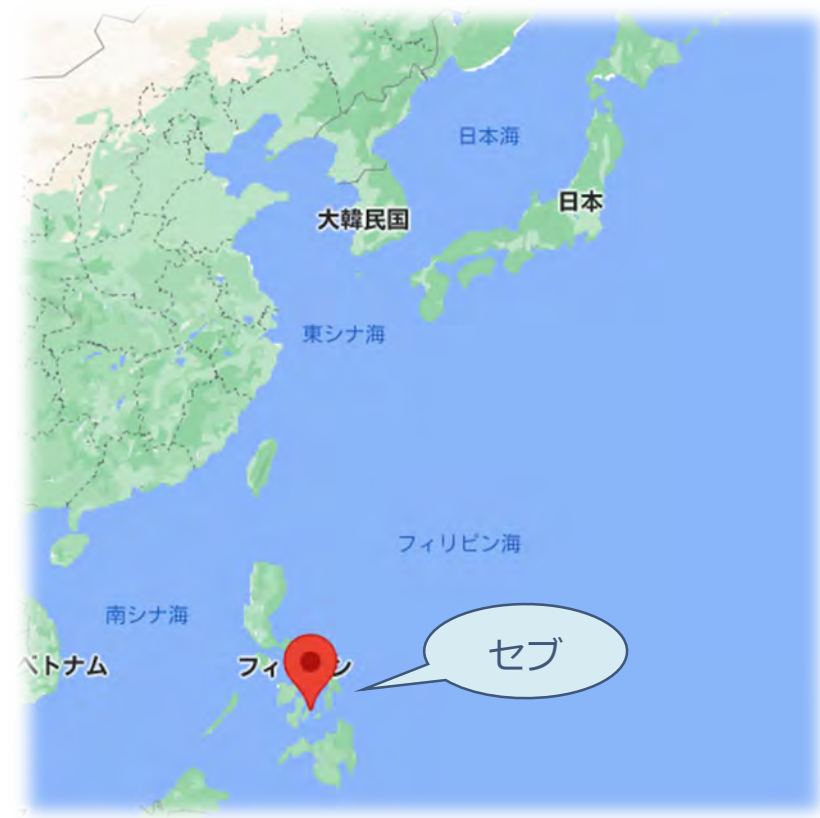 日本海
日本
大韓民国
東シナ海
フィリピン海
南シナ海
セブ
トナム
フィ ン